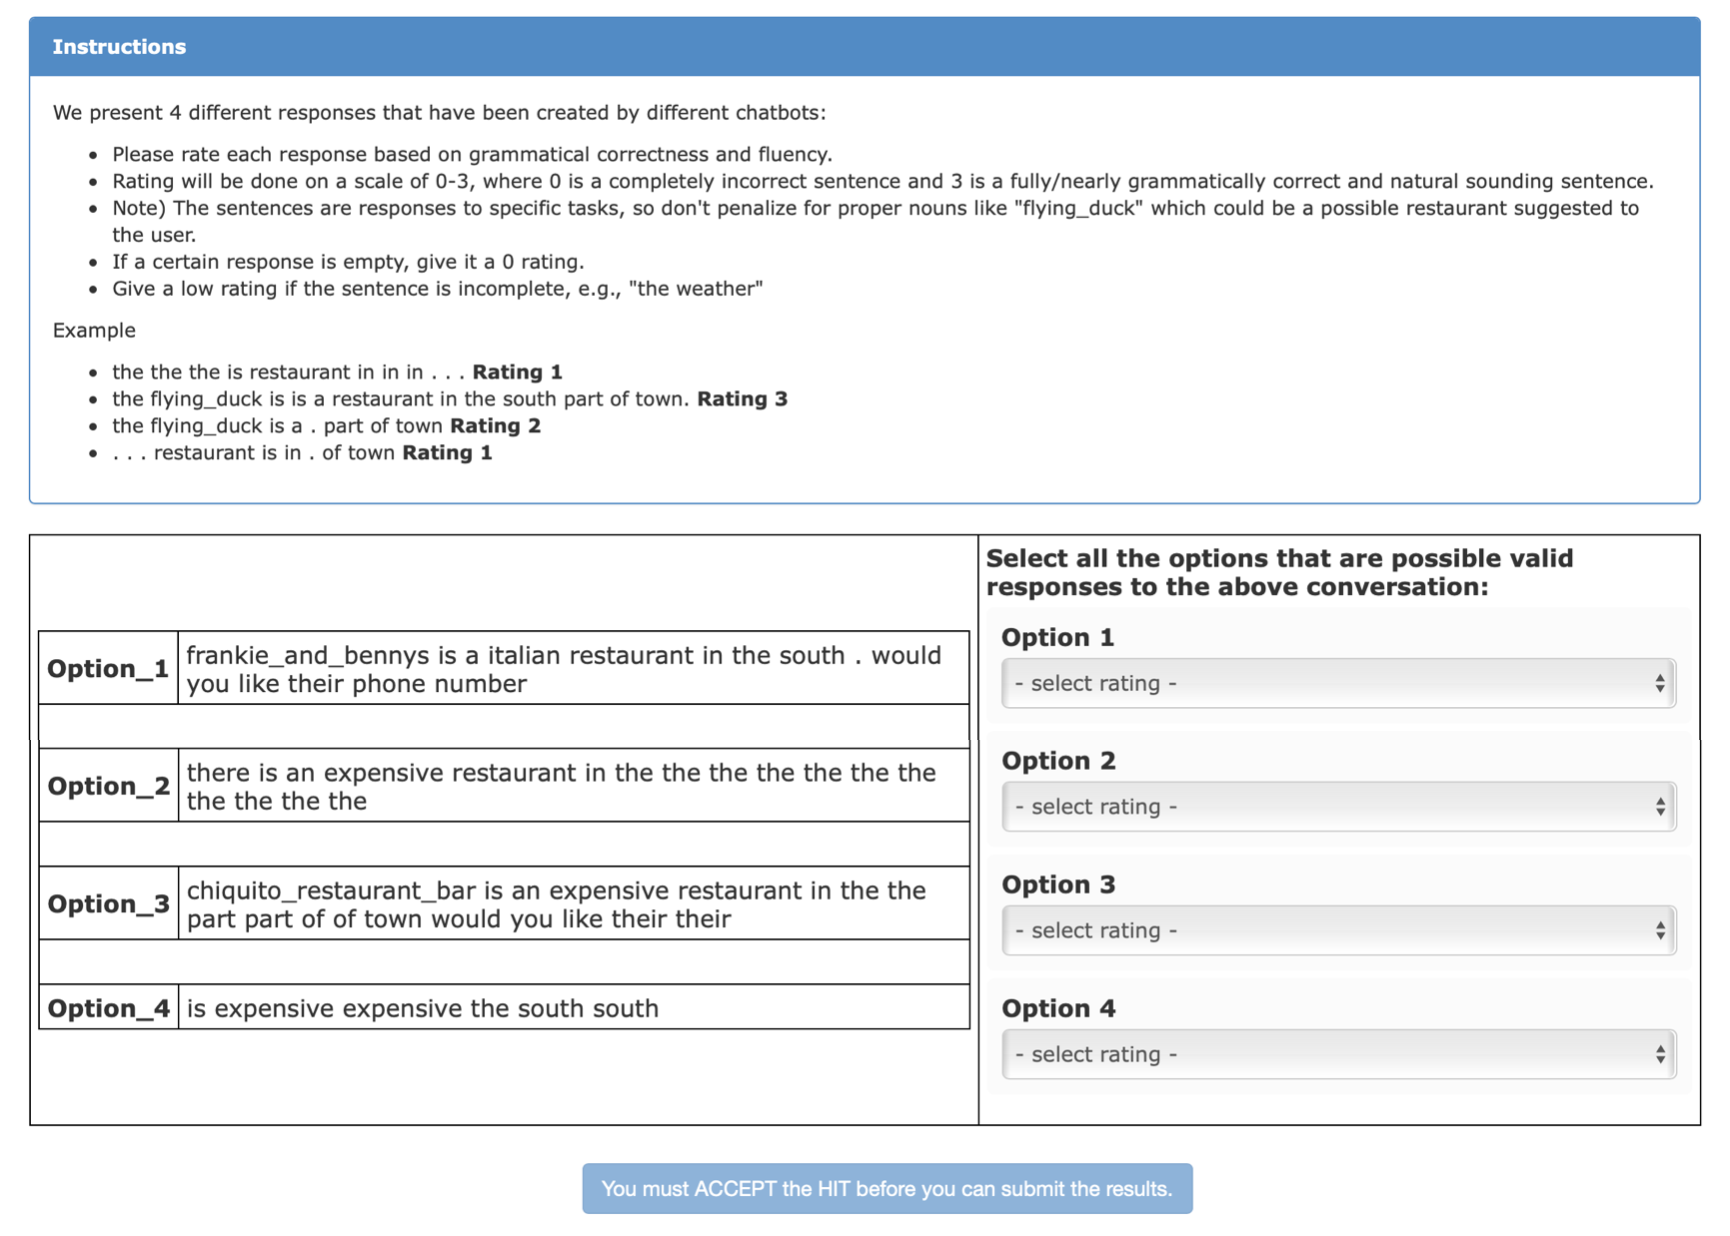 Instructions
We present 4 different responses that have been created by different chatbots:
• Please rate each response based on grammatical correctness and fluency.
• Rating will be done on a scale of 0-3, where 0 is a completely incorrect sentence and 3 is a fully/nearly grammatically correct and natural sounding sentence.
• Note) The sentences are responses to specific tasks, so don't penalize for proper nouns like "flying_duck" which could be a possible restaurant suggested to
the user.
• If a certain response is empty, give it a 0 rating.
• Give a low rating if the sentence is incomplete, e.g., "the weather"
Example
• the the the is restaurant in in in . . . Rating 1
• the flying_duck is is a restaurant in the south part of town. Rating 3
• the flying_duck is a . part of town Rating 2
• . . . restaurant is in . of town Rating 1
Option_1
frankie_and_bennys is a italian restaurant in the south . would
you like their phone number
Option_2
there is an expensive restaurant in the the the the the the the
the the the the
Option_3
chiquito_restaurant_bar is an expensive restaurant in the the
part part of of town would you like their their
Option_4
is expensive expensive the south south
Select all the options that are possible valid
responses to the above conversation:
Option 1
- select rating -
Option 2
- select rating -
Option 3
- select rating -
Option 4
- select rating -
You must ACCEPT the HIT before you can submit the results.